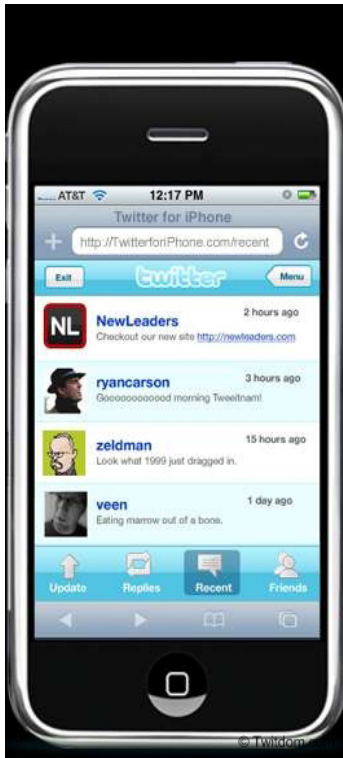 AT&T 12:17 PM
Twitter for iPhone
http://TwitterforiPhone.com/recent
Exit twitter Menu
NL NewLeaders 2 hours ago
Checkout our new site http://newleaders.com
ryancarson 3 hours ago
Gooooooooood morning Tweetnam!
zeldman 15 hours ago
Look what 1999 just dragged in.
veen 1 day ago
Eating marrow out of a bone.
Update Replies Recent Friends
© Twitdom